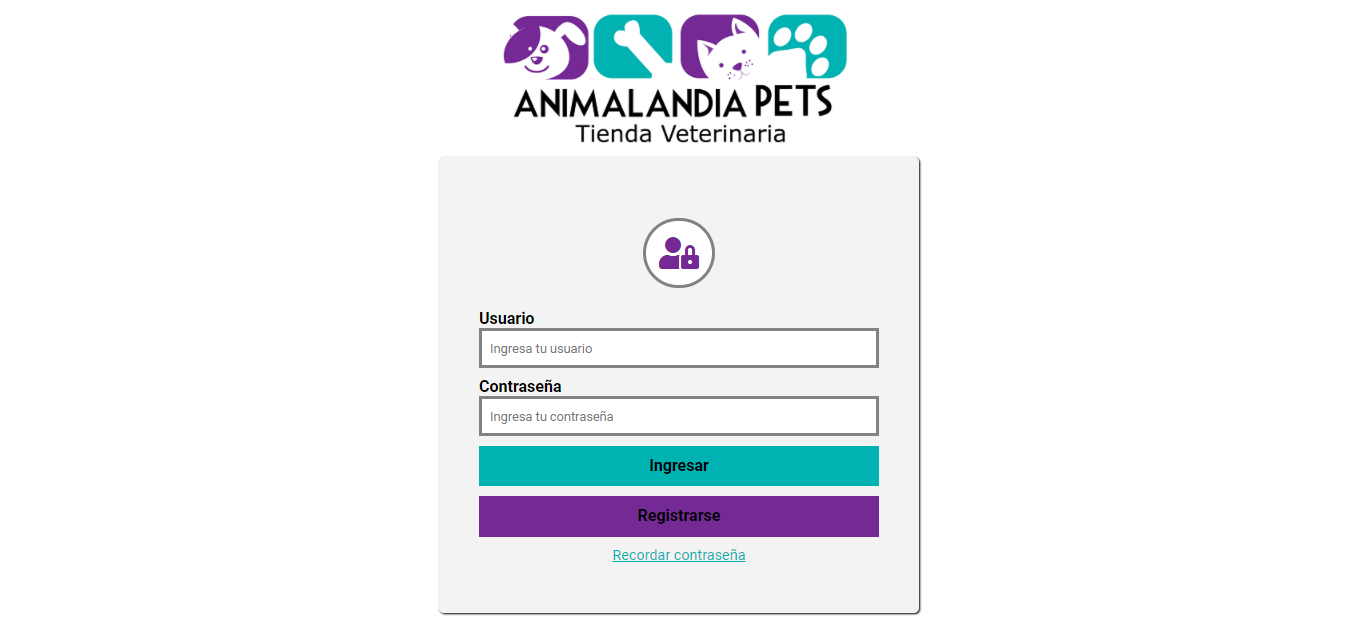 ANIMALANDIA PETS
Tienda Veterinaria
Usuario
Ingresa tu usuario
Contraseña
Ingresa tu contraseña
Ingresar
Registrarse
Recordar contraseña